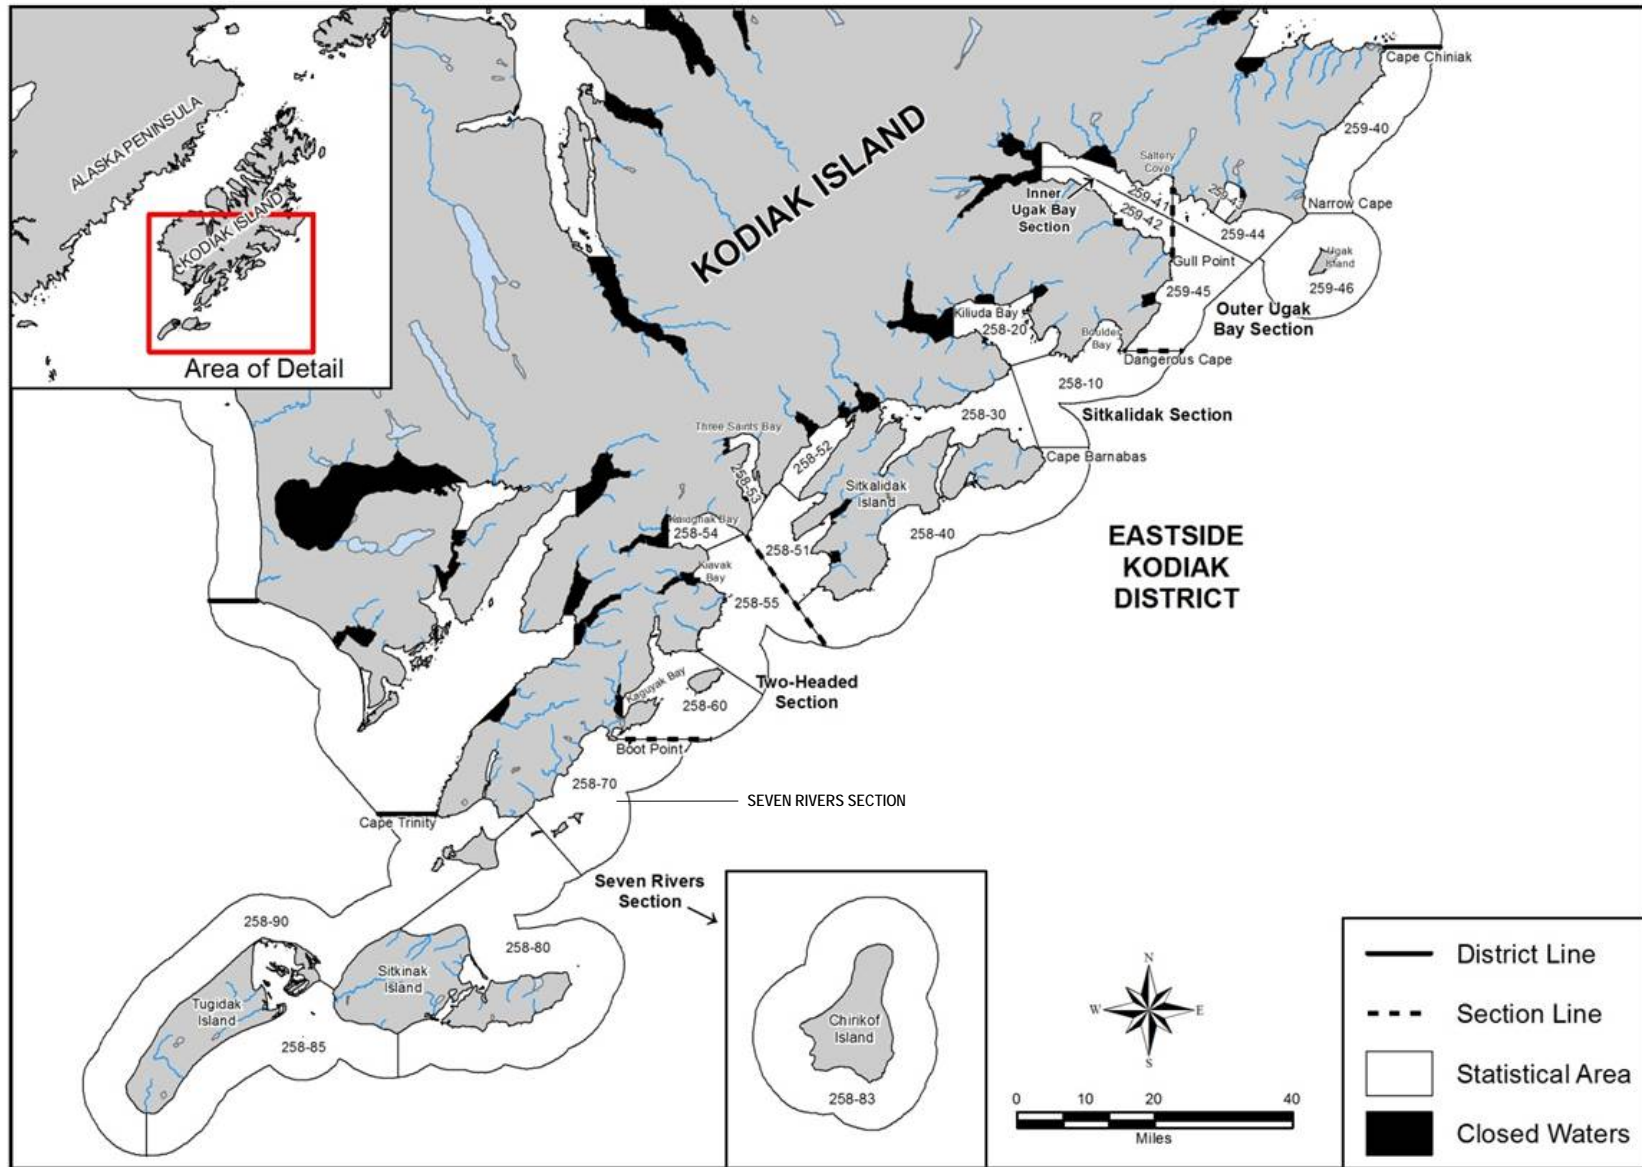 ALASKA PENINSULA
KODIAK ISLAND
Area of Detail
KODIAK ISLAND
Cape Chiniak
259-40
Saltery
Cove
Inner
Ugak Bay
Section
259-41
259-42
259-43
Narrow Cape
259-44
Gull Point
Ugak
Island
259-46
259-45
Outer Ugak
Bay Section
Kiliuda Bay
258-20
Boulder
Bay
Dangerous Cape
258-10
Sitkalidak Section
258-30
Cape Barnabas
Three Saints Bay
258-52
258-53
Sitkalidak
Island
258-40
258-54
258-51
Kiavak
Bay
258-55
EASTSIDE
KODIAK
DISTRICT
Two-Headed
Section
Kaguyak Bay
258-60
Boot Point
258-70
SEVEN RIVERS SECTION
Cape Trinity
Seven Rivers
Section
258-90
258-80
Sitkinak
Island
Tugidak
Island
258-85
Chirikof
Island
258-83
N
W
E
S
0 10 20 40
Miles
District Line
Section Line
Statistical Area
Closed Waters